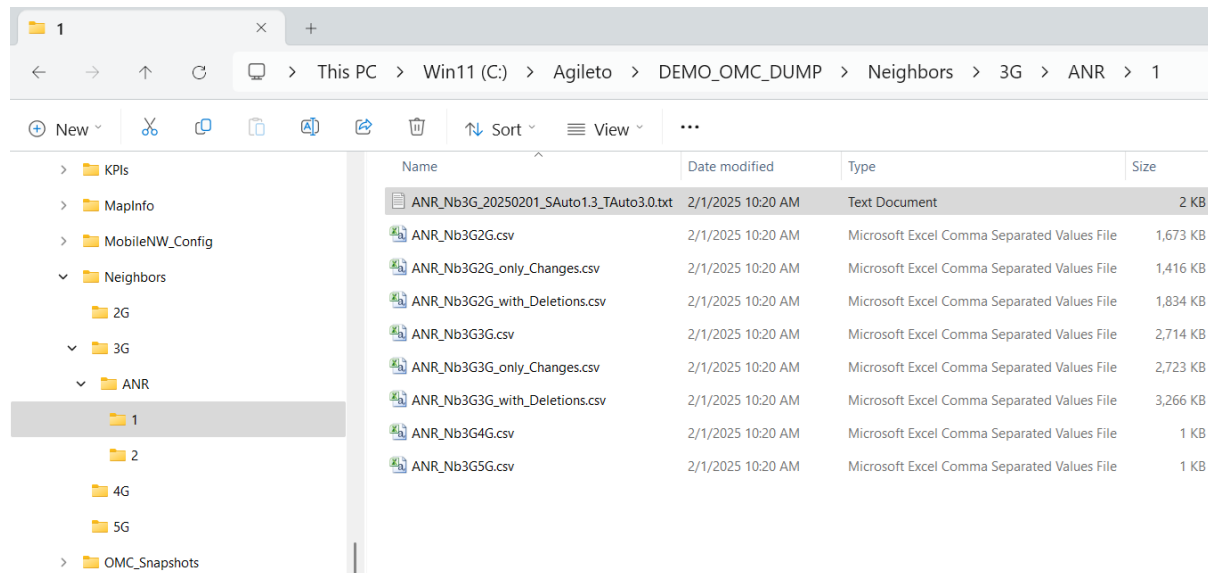 1
This PC > Win11 (C:) > Agileto > DEMO_OMC_DUMP > Neighbors > 3G > ANR > 1
New Sort View ...
KPIs
MapInfo
MobileNW_Config
Neighbors
2G
3G
ANR
1
2
4G
5G
OMC_Snapshots
Name Date modified Type Size
ANR_Nb3G_20250201_SAuto1.3_TAuto3.0.txt 2/1/2025 10:20 AM Text Document 2 KB
ANR_Nb3G2G.csv 2/1/2025 10:20 AM Microsoft Excel Comma Separated Values File 1,673 KB
ANR_Nb3G2G_only_Changes.csv 2/1/2025 10:20 AM Microsoft Excel Comma Separated Values File 1,416 KB
ANR_Nb3G2G_with_Deletions.csv 2/1/2025 10:20 AM Microsoft Excel Comma Separated Values File 1,834 KB
ANR_Nb3G3G.csv 2/1/2025 10:20 AM Microsoft Excel Comma Separated Values File 2,714 KB
ANR_Nb3G3G_only_Changes.csv 2/1/2025 10:20 AM Microsoft Excel Comma Separated Values File 2,723 KB
ANR_Nb3G3G_with_Deletions.csv 2/1/2025 10:20 AM Microsoft Excel Comma Separated Values File 3,266 KB
ANR_Nb3G4G.csv 2/1/2025 10:20 AM Microsoft Excel Comma Separated Values File 1 KB
ANR_Nb3G5G.csv 2/1/2025 10:20 AM Microsoft Excel Comma Separated Values File 1 KB